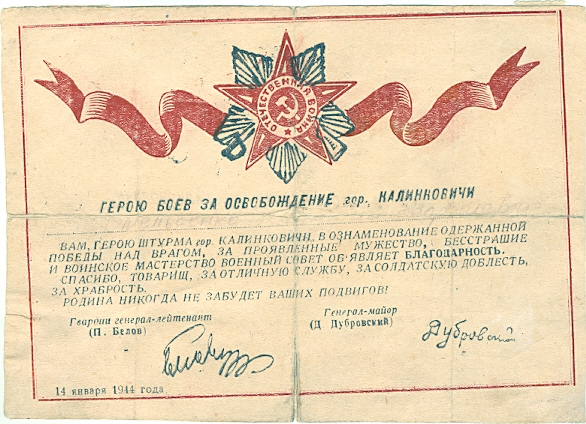 ОТЕЧЕСТВЕННАЯ ВОЙНА
ГЕРОЮ БОЕВ ЗА ОСВОБОЖДЕНИЕ гор. КАЛИНКОВИЧИ
ВАМ, ГЕРОЮ ШТУРМА гор. КАЛИНКОВИЧИ, В ОЗНАМЕНОВАНИЕ ОДЕРЖАННОЙ
ПОБЕДЫ НАД ВРАГОМ, ЗА ПРОЯВЛЕННЫЕ МУЖЕСТВО, БЕССТРАШИЕ
И ВОИНСКОЕ МАСТЕРСТВО ВОЕННЫЙ СОВЕТ ОБ'ЯВЛЯЕТ БЛАГОДАРНОСТЬ.
СПАСИБО, ТОВАРИЩ, ЗА ОТЛИЧНУЮ СЛУЖБУ, ЗА СОЛДАТСКУЮ ДОБЛЕСТЬ,
ЗА ХРАБРОСТЬ.
РОДИНА НИКОГДА НЕ ЗАБУДЕТ ВАШИХ ПОДВИГОВ!
Гвардии генерал-лейтенант
(П. Белов)
Генерал-майор
(Д Дубровский)
Дубровский
14 января 1944 года